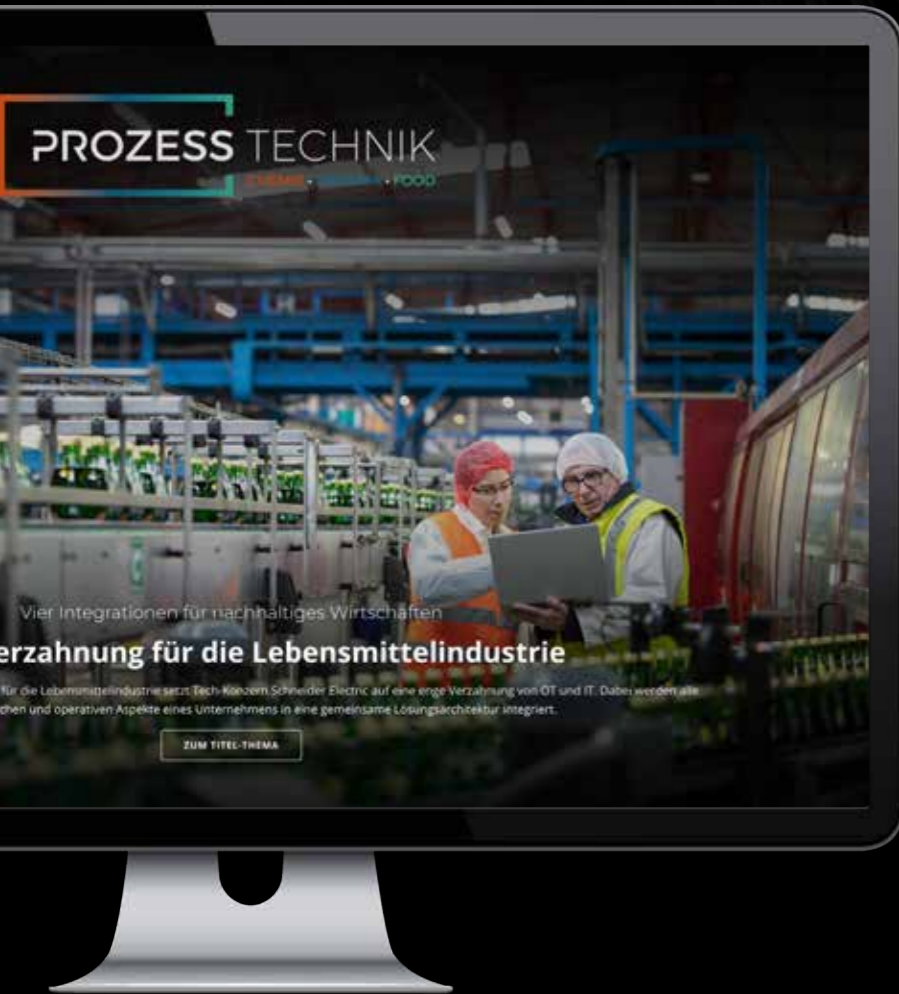 PROZESS TECHNIK
CHEMIE • • FOOD
Vier Integrationen für nachhaltiges Wirtschaften
erzahnung für die Lebensmittelindustrie
für die Lebensmittelindustrie setzt Tech-Konzern Schneider Electric auf eine enge Verzahnung von OT und IT. Dabei werden alle
chen und operativen Aspekte eines Unternehmens in eine gemeinsame Lösungsarchitektur integriert.
ZUM TITEL-THEMA